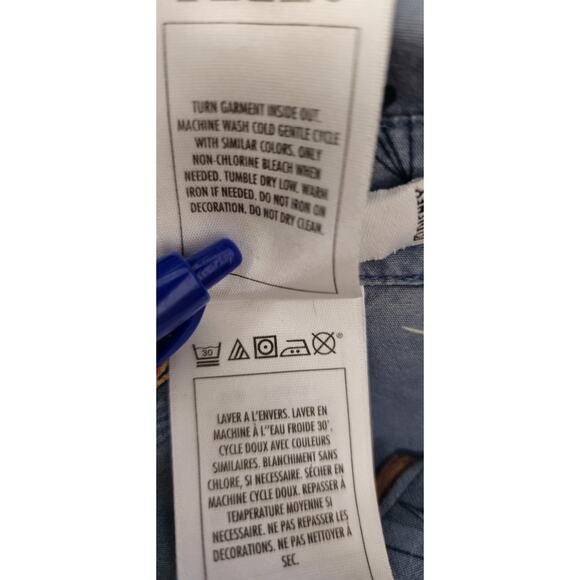 TURN GARMENT INSIDE OUT.
MACHINE WASH COLD GENTLE CYCLE
WITH SIMILAR COLORS. ONLY
NON-CHLORINE BLEACH WHEN
NEEDED. TUMBLE DRY LOW. WARM
IRON IF NEEDED. DO NOT IRON ON
DECORATION. DO NOT DRY CLEAN.
DISNEY
30
®
LAVER A L'ENVERS. LAVER EN
MACHINE À L''EAU FROIDE 30°,
CYCLE DOUX AVEC COULEURS
SIMILAIRES. BLANCHIMENT SANS
CHLORE, SI NECESSAIRE. SÉCHER EN
MACHINE CYCLE DOUX. REPASSER À
TEMPERATURE MOYENNE SI
NECESSAIRE. NE PAS REPASSER LES
DECORATIONS. NE PAS NETTOYER À
SEC.